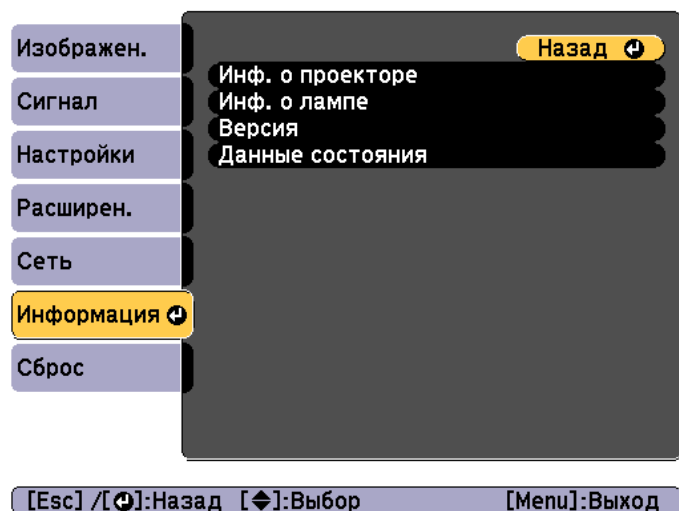 Изображен.
Сигнал
Настройки
Расширен.
Сеть
Информация
Сброс
Назад
Инф. о проекторе
Инф. о лампе
Версия
Данные состояния
[Esc] /[⏎]:Назад [◆]:Выбор [Menu]:Выход